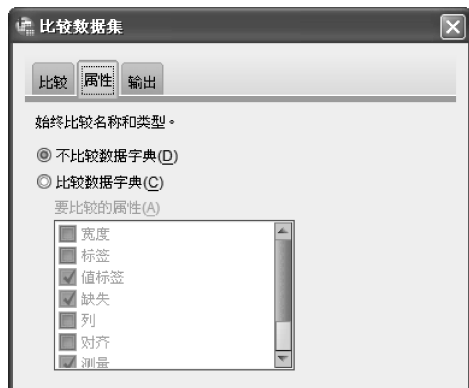 比较数据集
比较 属性 输出
始终比较名称和类型。
不比较数据字典(D)
比较数据字典(C)
要比较的属性(A)
宽度
标签
值标签
缺失
列
对齐
测量